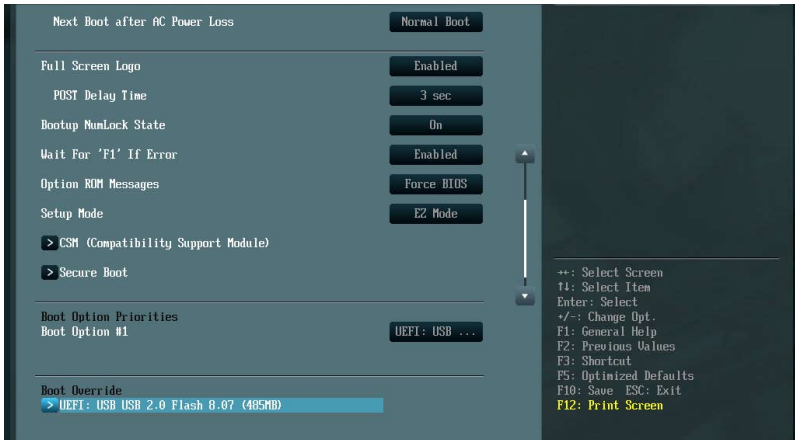 Next Boot after AC Power Loss Normal Boot
Full Screen Logo Enabled
POST Delay Time 3 sec
Bootup NumLock State On
Wait For 'F1' If Error Enabled
Option ROM Messages Force BIOS
Setup Mode EZ Mode
> CSM (Compatibility Support Module)
> Secure Boot
Boot Option Priorities
Boot Option #1 UEFI: USB ...
Boot Override
> UEFI: USB USB 2.0 Flash 8.07 (485MB)
→←: Select Screen
↑↓: Select Item
Enter: Select
+/-: Change Opt.
F1: General Help
F2: Previous Values
F3: Shortcut
F5: Optimized Defaults
F10: Save ESC: Exit
F12: Print Screen